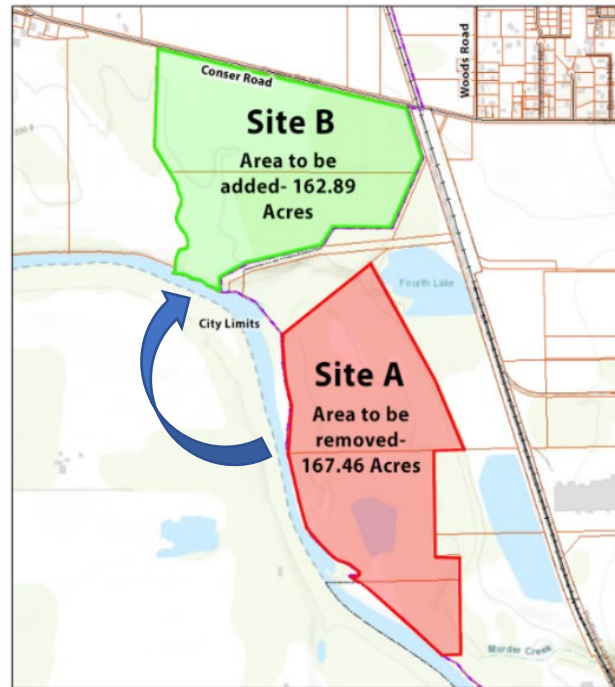 Conser Road
Woods Road
Site B
Area to be
added- 162.89
Acres
Fourth Lake
City Limits
Site A
Area to be
removed-
167.46 Acres
Murder Creek